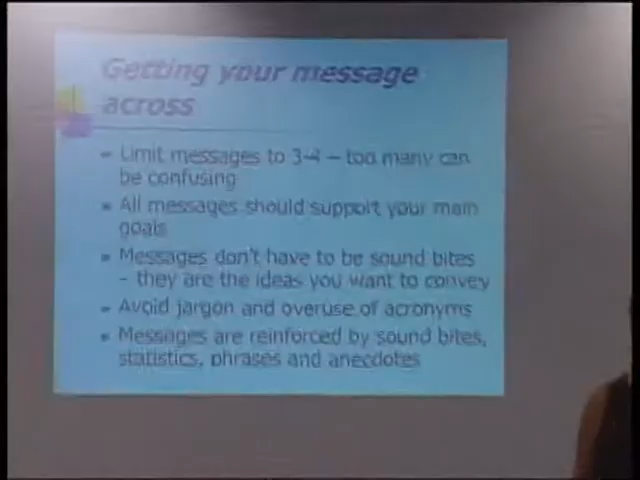 Getting your message
across
Limit messages to 3-4 – too many can
be confusing
All messages should support your main
goals
Messages don't have to be sound bites
– they are the ideas you want to convey
Avoid jargon and overuse of acronyms
Messages are reinforced by sound bites,
statistics, phrases and anecdotes